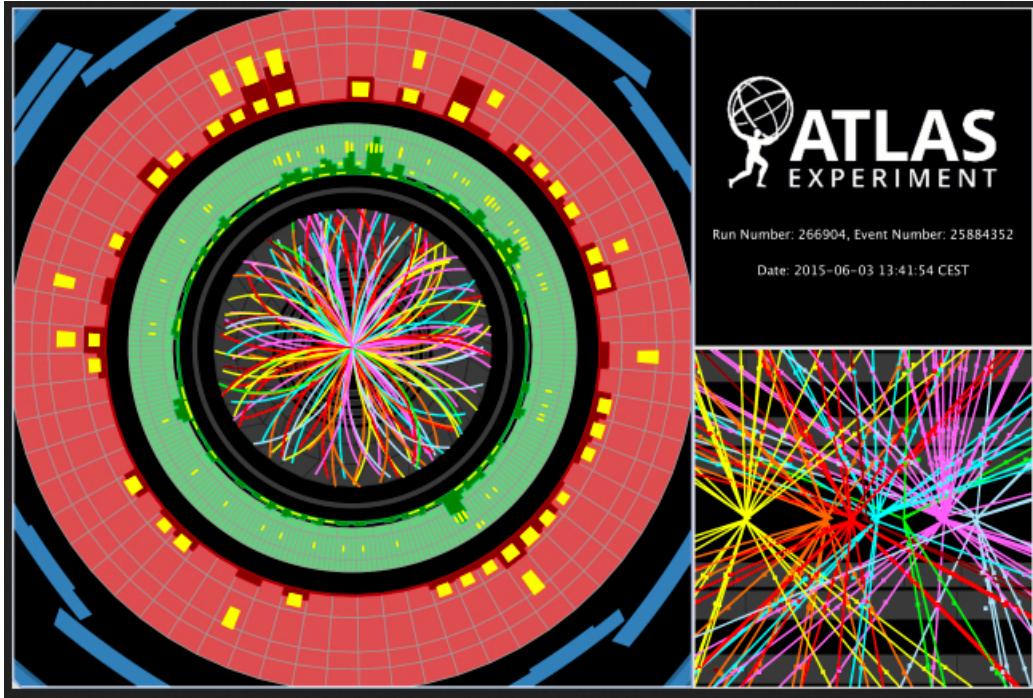 ATLAS
EXPERIMENT
Run Number: 266904, Event Number: 25884352
Date: 2015-06-03 13:41:54 CEST